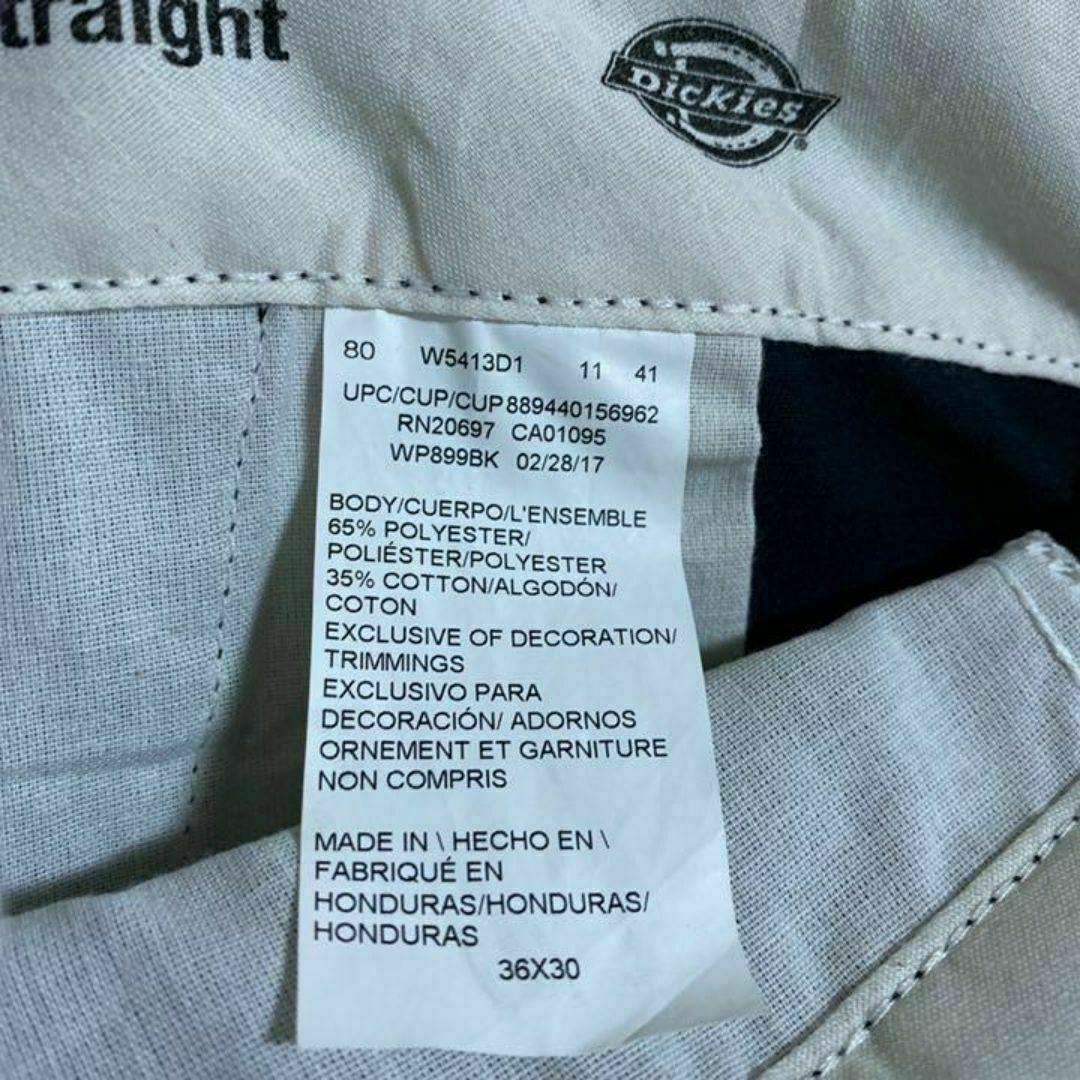 traight
Dickies
80 W5413D1 11 41
UPC/CUP/CUP 889440156962
RN20697 CA01095
WP899BK 02/28/17
BODY/CUERPO/L'ENSEMBLE
65% POLYESTER/
POLIÉSTER/POLYESTER
35% COTTON/ALGODÓN/
COTON
EXCLUSIVE OF DECORATION/
TRIMMINGS
EXCLUSIVO PARA
DECORACIÓN/ ADORNOS
ORNEMENT ET GARNITURE
NON COMPRIS
MADE IN \ HECHO EN \
FABRIQUÉ EN
HONDURAS/HONDURAS/
HONDURAS
36X30